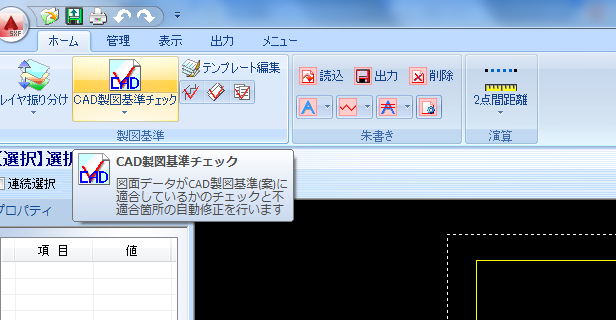 SXF
ホーム 管理 表示 出力 メニュー
レイヤ振り分け CAD製図基準チェック テンプレート編集 読込 出力 削除 2点間距離
製図基準 朱書き 演算
【選択】選択
連続選択
プロパティ
CAD製図基準チェック
図面データがCAD製図基準(案)に
適合しているかのチェックと不
適合箇所の自動修正を行います
項目 値